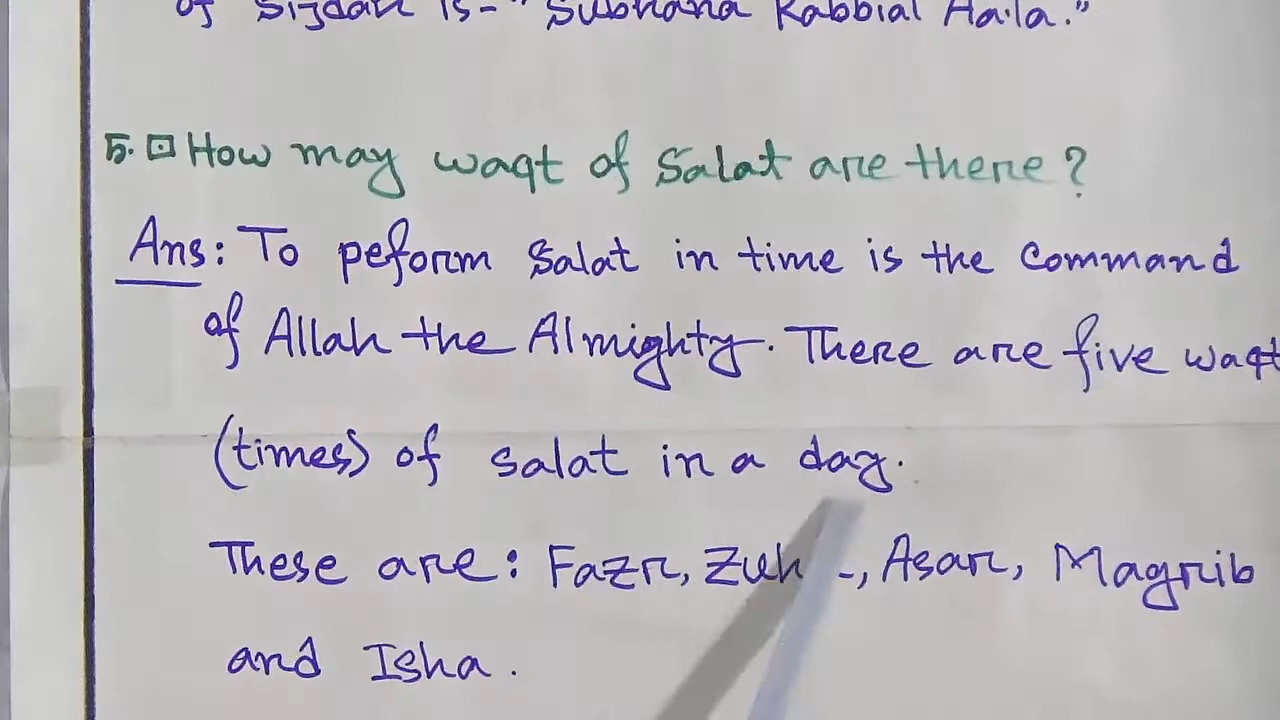 of Sijdah is- "Subhana Rabbial Aa'la."
5. How may waqt of Salat are there?
Ans: To peform Salat in time is the Command
of Allah the Almighty. There are five waqt
(times) of salat in a day.
These are: Fazr, Asar, Magrib
and Isha.